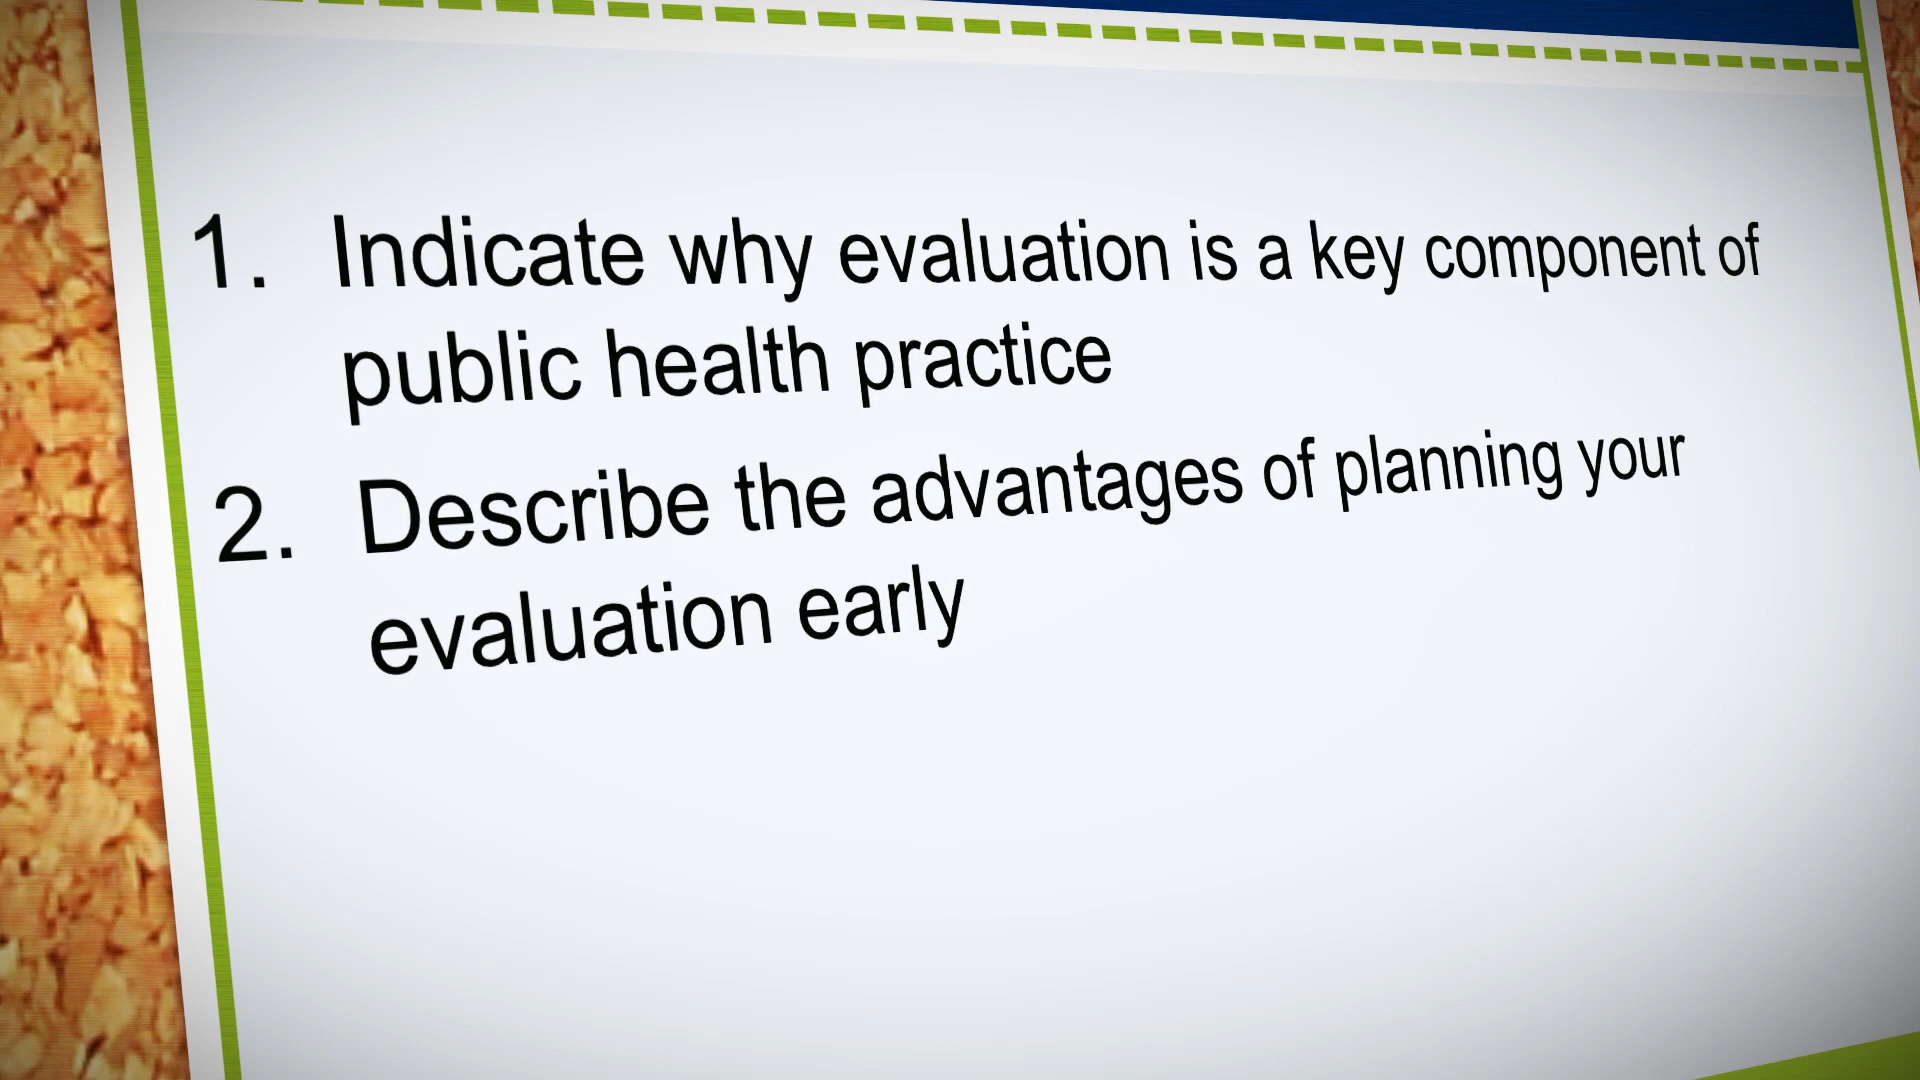 1. Indicate why evaluation is a key component of
public health practice
2. Describe the advantages of planning your
evaluation early